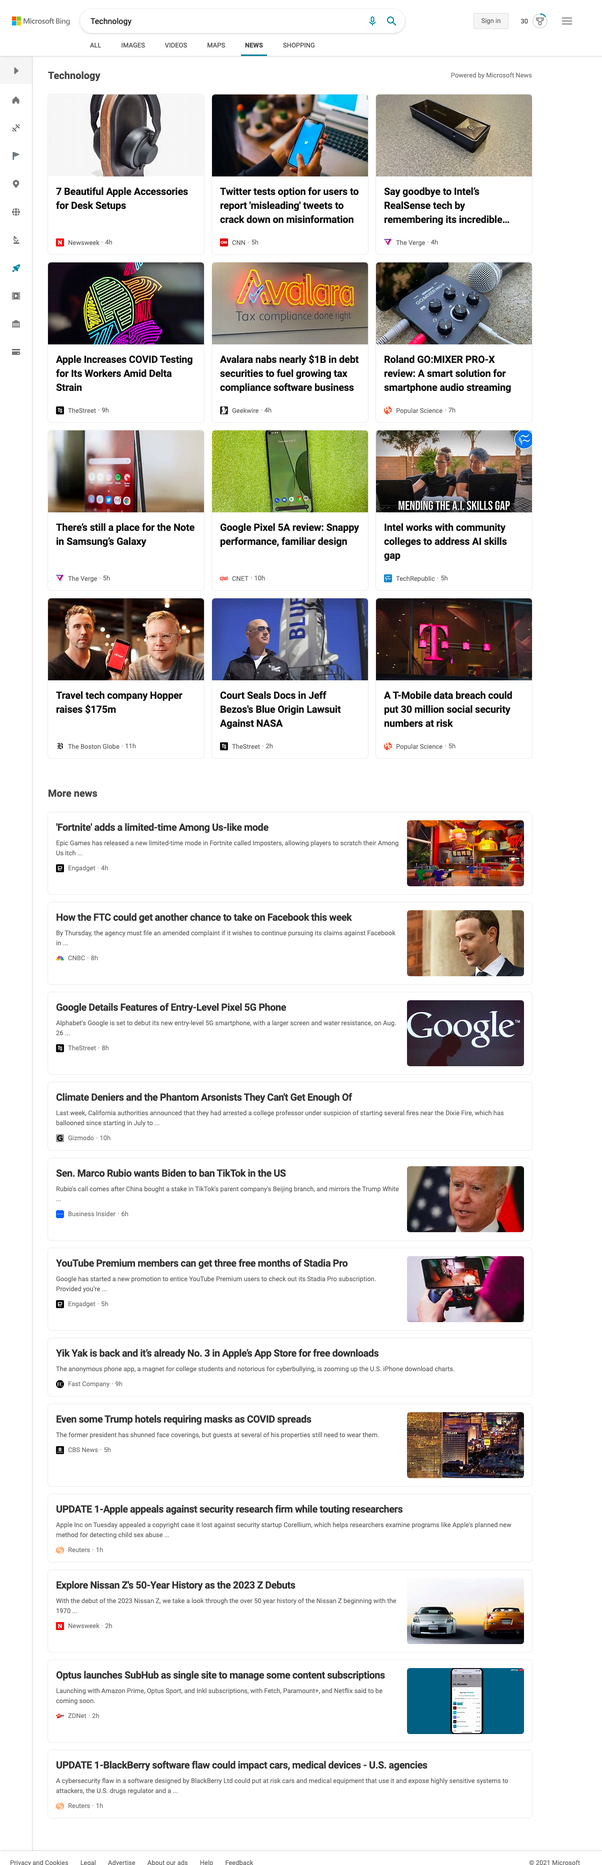 Microsoft Bing
Technology
Sign in
30
ALL
IMAGES
VIDEOS
MAPS
NEWS
SHOPPING
Technology
Powered by Microsoft News
7 Beautiful Apple Accessories
for Desk Setups
Newsweek · 4h
Twitter tests option for users to
report 'misleading' tweets to
crack down on misinformation
CNN · 5h
Say goodbye to Intel's
RealSense tech by
remembering its incredible...
The Verge · 4h
Avalara
Tax compliance done right
Apple Increases COVID Testing
for Its Workers Amid Delta
Strain
TheStreet · 9h
Avalara nabs nearly $1B in debt
securities to fuel growing tax
compliance software business
Geekwire · 4h
Roland GO:MIXER PRO-X
review: A smart solution for
smartphone audio streaming
Popular Science · 7h
MENDING THE A.I. SKILLS GAP
There's still a place for the Note
in Samsung's Galaxy
The Verge · 5h
Google Pixel 5A review: Snappy
performance, familiar design
CNET · 10h
Intel works with community
colleges to address AI skills
gap
TechRepublic · 5h
BLUE
T
Travel tech company Hopper
raises $175m
The Boston Globe · 11h
Court Seals Docs in Jeff
Bezos's Blue Origin Lawsuit
Against NASA
TheStreet · 2h
A T-Mobile data breach could
put 30 million social security
numbers at risk
Popular Science · 5h
More news
'Fortnite' adds a limited-time Among Us-like mode
Epic Games has released a new limited-time mode in Fortnite called Imposters, allowing players to scratch their Among
Us itch ...
Engadget · 4h
How the FTC could get another chance to take on Facebook this week
By Thursday, the agency must file an amended complaint if it wishes to continue pursuing its claims against Facebook
in ...
CNBC · 8h
Google Details Features of Entry-Level Pixel 5G Phone
Alphabet's Google is set to debut its new entry-level 5G smartphone, with a larger screen and water resistance, on Aug.
26 ...
TheStreet · 8h
Google™
Climate Deniers and the Phantom Arsonists They Can't Get Enough Of
Last week, California authorities announced that they had arrested a college professor under suspicion of starting several fires near the Dixie Fire, which has
ballooned since starting in July to ...
Gizmodo · 10h
Sen. Marco Rubio wants Biden to ban TikTok in the US
Rubio's call comes after China bought a stake in TikTok's parent company's Beijing branch, and mirrors the Trump White
...
Business Insider · 6h
YouTube Premium members can get three free months of Stadia Pro
Google has started a new promotion to entice YouTube Premium users to check out its Stadia Pro subscription.
Provided you're ...
Engadget · 5h
Yik Yak is back and it's already No. 3 in Apple's App Store for free downloads
The anonymous phone app, a magnet for college students and notorious for cyberbullying, is zooming up the U.S. iPhone download charts.
Fast Company · 9h
Even some Trump hotels requiring masks as COVID spreads
The former president has shunned face coverings, but guests at several of his properties still need to wear them.
CBS News · 5h
UPDATE 1-Apple appeals against security research firm while touting researchers
Apple Inc on Tuesday appealed a copyright case it lost against security startup Corellium, which helps researchers examine programs like Apple's planned new
method for detecting child sex abuse ...
Reuters · 1h
Explore Nissan Z's 50-Year History as the 2023 Z Debuts
With the debut of the 2023 Nissan Z, we take a look through the over 50 year history of the Nissan Z beginning with the
1970 ...
Newsweek · 2h
Optus launches SubHub as single site to manage some content subscriptions
Launching with Amazon Prime, Optus Sport, and Inkl subscriptions, with Fetch, Paramount+, and Netflix said to be
coming soon.
ZDNet · 2h
UPDATE 1-BlackBerry software flaw could impact cars, medical devices - U.S. agencies
A cybersecurity flaw in a software designed by BlackBerry Ltd could put at risk cars and medical equipment that use it and expose highly sensitive systems to
attackers, the U.S. drugs regulator and a ...
Reuters · 1h
Privacy and Cookies
Legal
Advertise
About our ads
Help
Feedback
© 2021 Microsoft